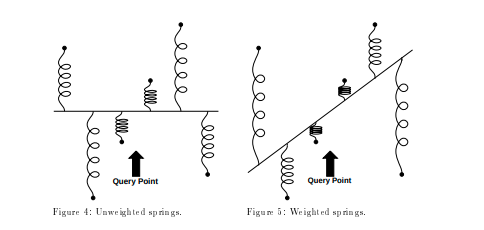 Query Point
Query Point
Figure 4: Unweighted springs.
Figure 5: Weighted springs.